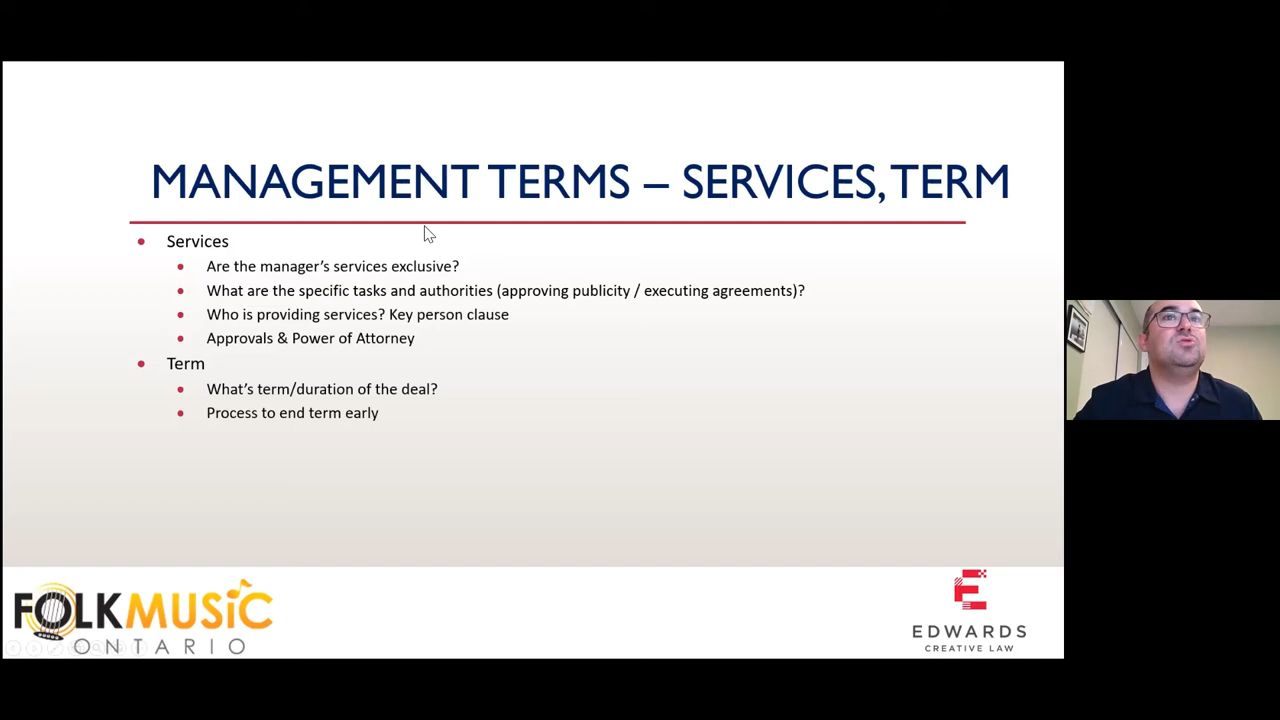 MANAGEMENT TERMS – SERVICES, TERM
Services
Are the manager's services exclusive?
What are the specific tasks and authorities (approving publicity / executing agreements)?
Who is providing services? Key person clause
Approvals & Power of Attorney
Term
What's term/duration of the deal?
Process to end term early
FOLKMUSIC
ONTARIO
EDWARDS
CREATIVE LAW